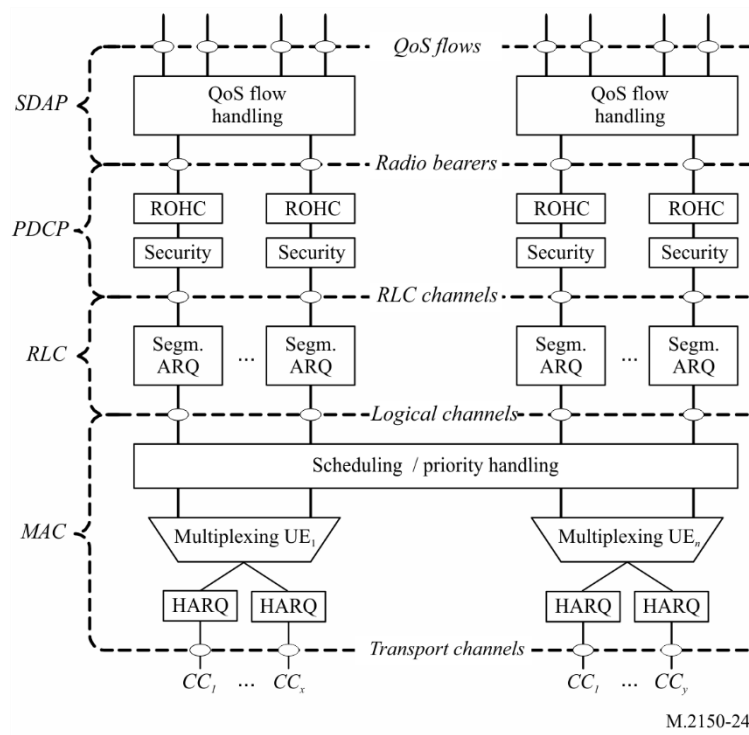 QoS flows
SDAP
QoS flow
handling
QoS flow
handling
Radio bearers
ROHC ROHC ROHC ROHC
PDCP
Security Security Security Security
RLC channels
RLC
Segm.
ARQ
...
Segm.
ARQ
Segm.
ARQ
...
Segm.
ARQ
Logical channels
Scheduling / priority handling
MAC
Multiplexing UE1 Multiplexing UEn
HARQ HARQ HARQ HARQ
Transport channels
CC1 ... CCx CC1 ... CCy
M.2150-24